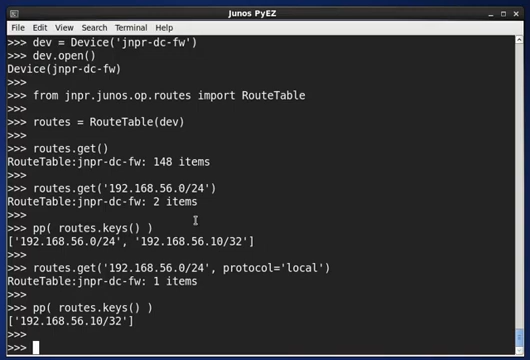 Junos PyEZ
File Edit View Search Terminal Help
>>> dev = Device('jnpr-dc-fw')
>>> dev.open()
Device(jnpr-dc-fw)
>>>
>>> from jnpr.junos.op.routes import RouteTable
>>>
>>> routes = RouteTable(dev)
>>>
>>> routes.get()
RouteTable:jnpr-dc-fw: 148 items
>>>
>>> routes.get('192.168.56.0/24')
RouteTable:jnpr-dc-fw: 2 items
>>>
>>> pp( routes.keys() )
['192.168.56.0/24', '192.168.56.10/32']
>>>
>>> routes.get('192.168.56.0/24', protocol='local')
RouteTable:jnpr-dc-fw: 1 items
>>>
>>> pp( routes.keys() )
['192.168.56.10/32']
>>>
>>>